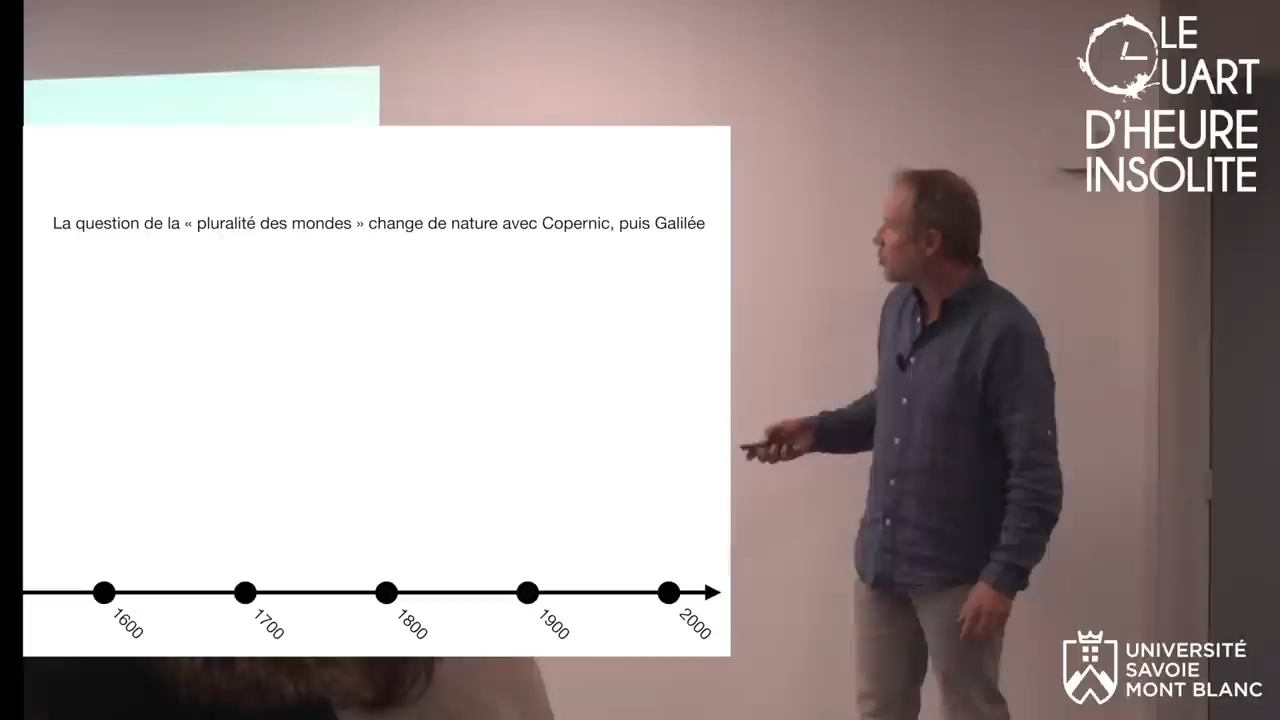 LE
QUART
D'HEURE
INSOLITE
La question de la « pluralité des mondes » change de nature avec Copernic, puis Galilée
1600
1700
1800
1900
2000
UNIVERSITÉ
SAVOIE
MONT BLANC